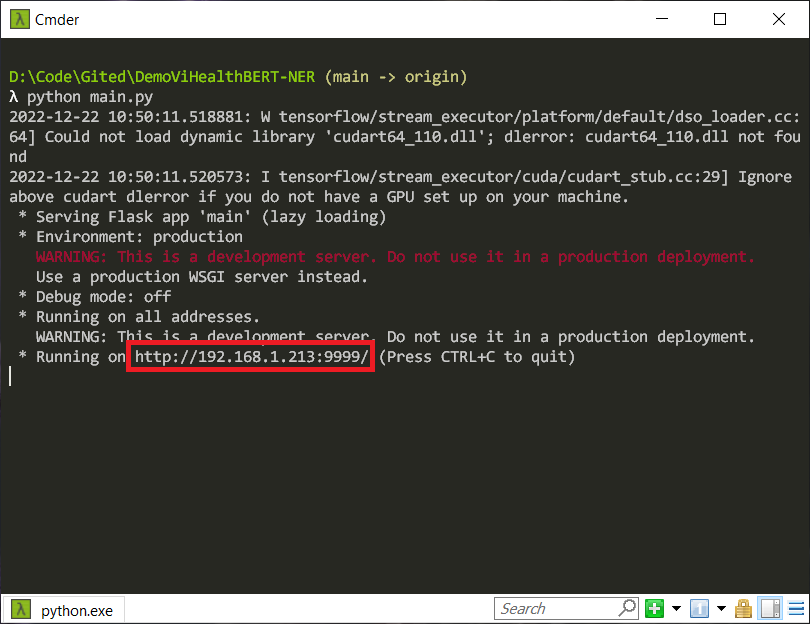 Cmder
D:\Code\Gited\DemoViHealthBERT-NER (main -> origin)
λ python main.py
2022-12-22 10:50:11.518881: W tensorflow/stream_executor/platform/default/dso_loader.cc:
64] Could not load dynamic library 'cudart64_110.dll'; dlerror: cudart64_110.dll not fou
nd
2022-12-22 10:50:11.520573: I tensorflow/stream_executor/cuda/cudart_stub.cc:29] Ignore
above cudart dlerror if you do not have a GPU set up on your machine.
* Serving Flask app 'main' (lazy loading)
* Environment: production
WARNING: This is a development server. Do not use it in a production deployment.
Use a production WSGI server instead.
* Debug mode: off
* Running on all addresses.
WARNING: This is a development server. Do not use it in a production deployment.
* Running on http://192.168.1.213:9999/ (Press CTRL+C to quit)
λ python.exe
Search